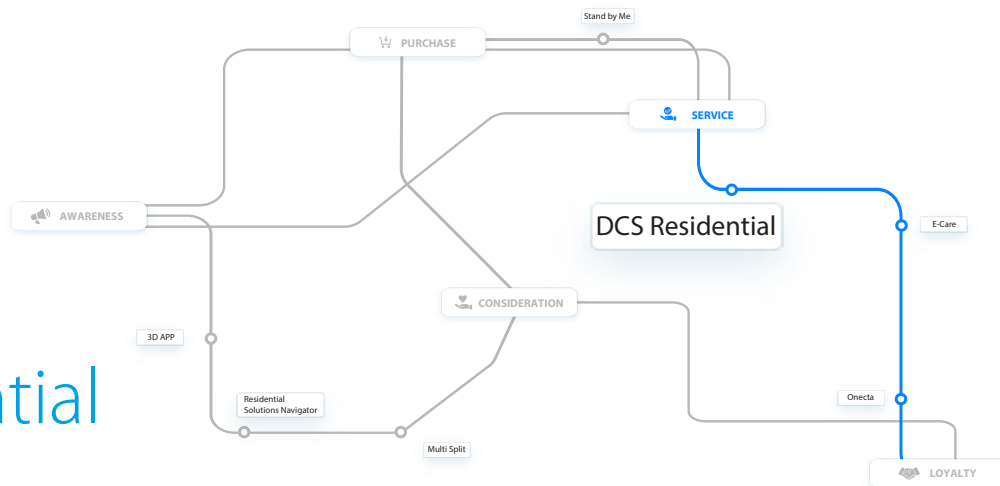 Stand by Me
PURCHASE
SERVICE
AWARENESS
DCS Residential
E-Care
CONSIDERATION
3D APP
tial
Residential
Solutions Navigator
Onecta
Multi Split
LOYALTY